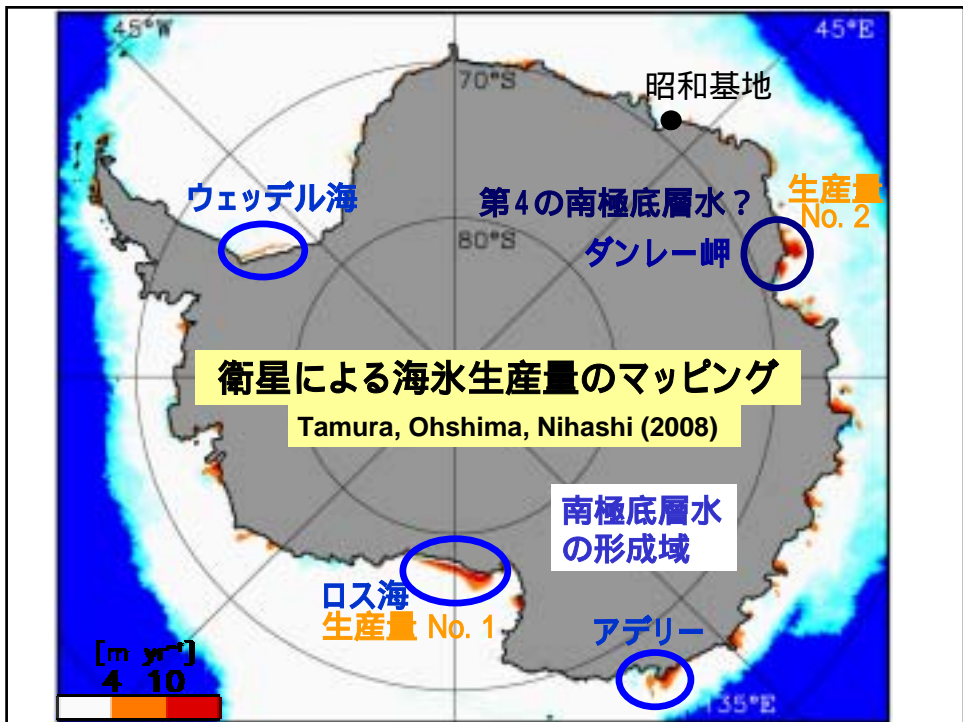 45°W
45°E
70°S
昭和基地
ウェッデル海
第4の南極底層水？
生産量
No. 2
80°S
ダンレー岬
衛星による海氷生産量のマッピング
Tamura, Ohshima, Nihashi (2008)
南極底層水
の形成域
ロス海
生産量 No. 1
アデリー
[m yr⁻¹]
4 10
135°E